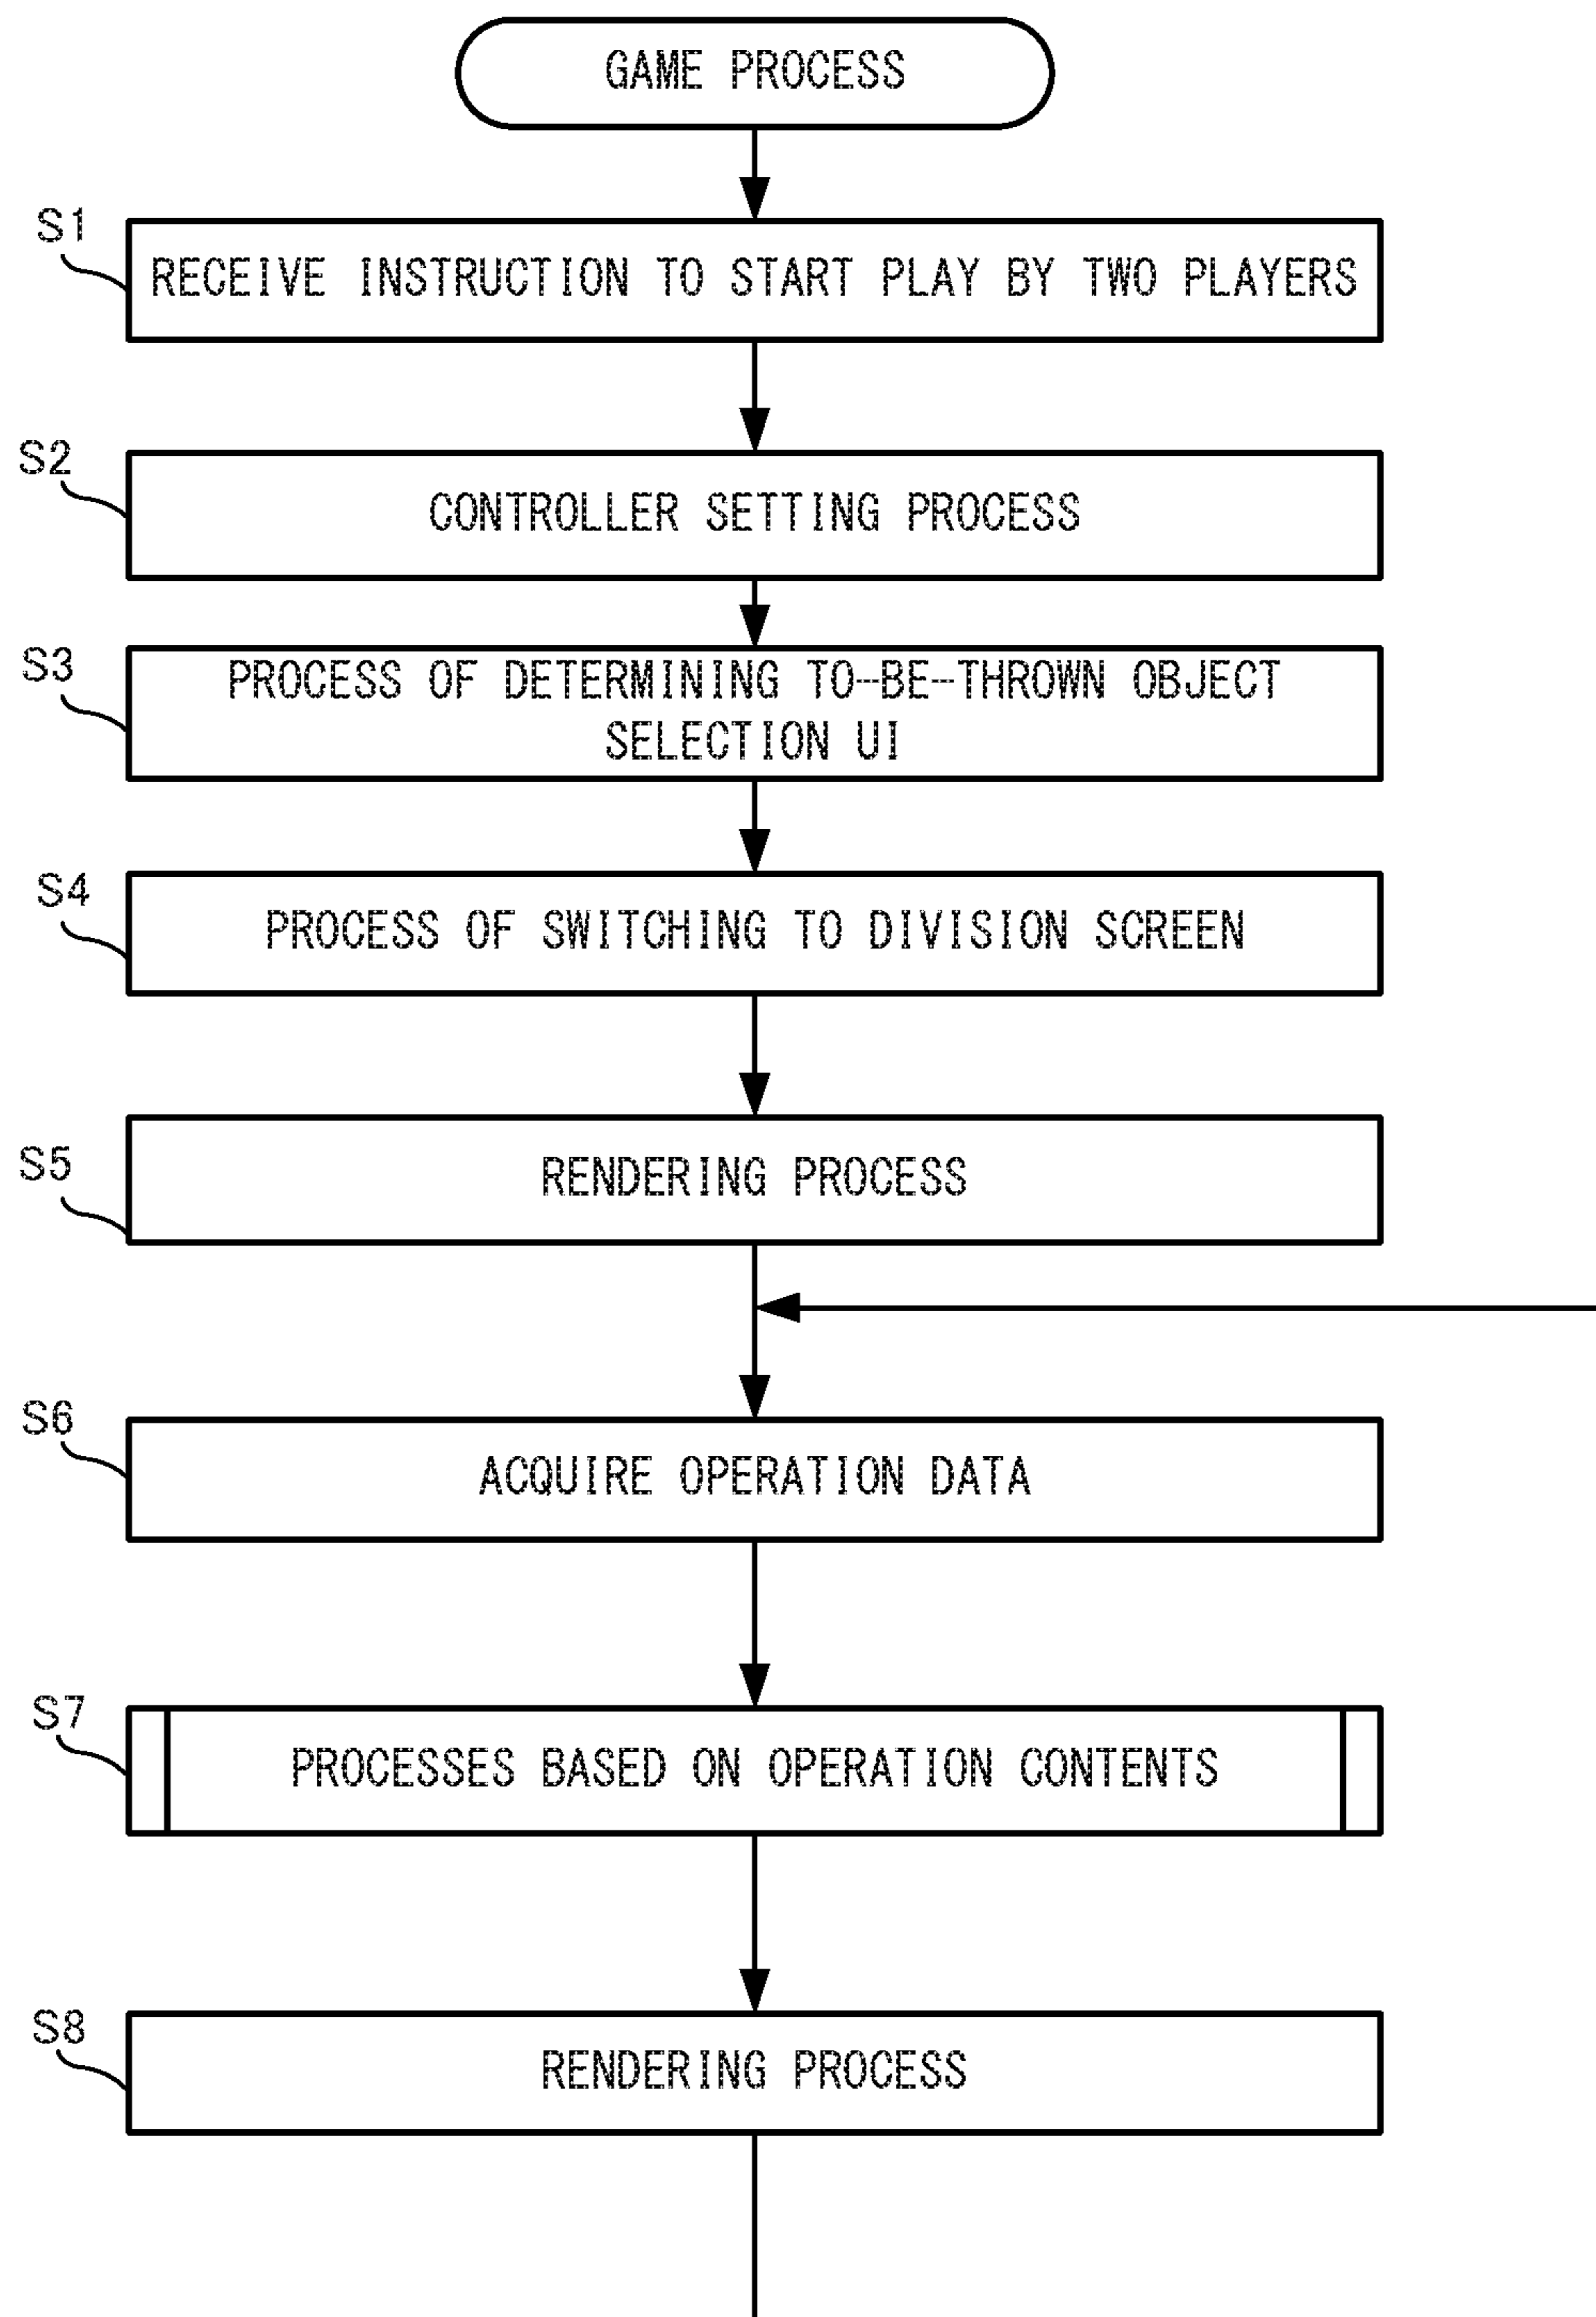 GAME PROCESS
S1
RECEIVE INSTRUCTION TO START PLAY BY TWO PLAYERS
S2
CONTROLLER SETTING PROCESS
S3
PROCESS OF DETERMINING TO-BE-THROWN OBJECT
SELECTION UI
S4
PROCESS OF SWITCHING TO DIVISION SCREEN
S5
RENDERING PROCESS
S6
ACQUIRE OPERATION DATA
S7
PROCESSES BASED ON OPERATION CONTENTS
S8
RENDERING PROCESS